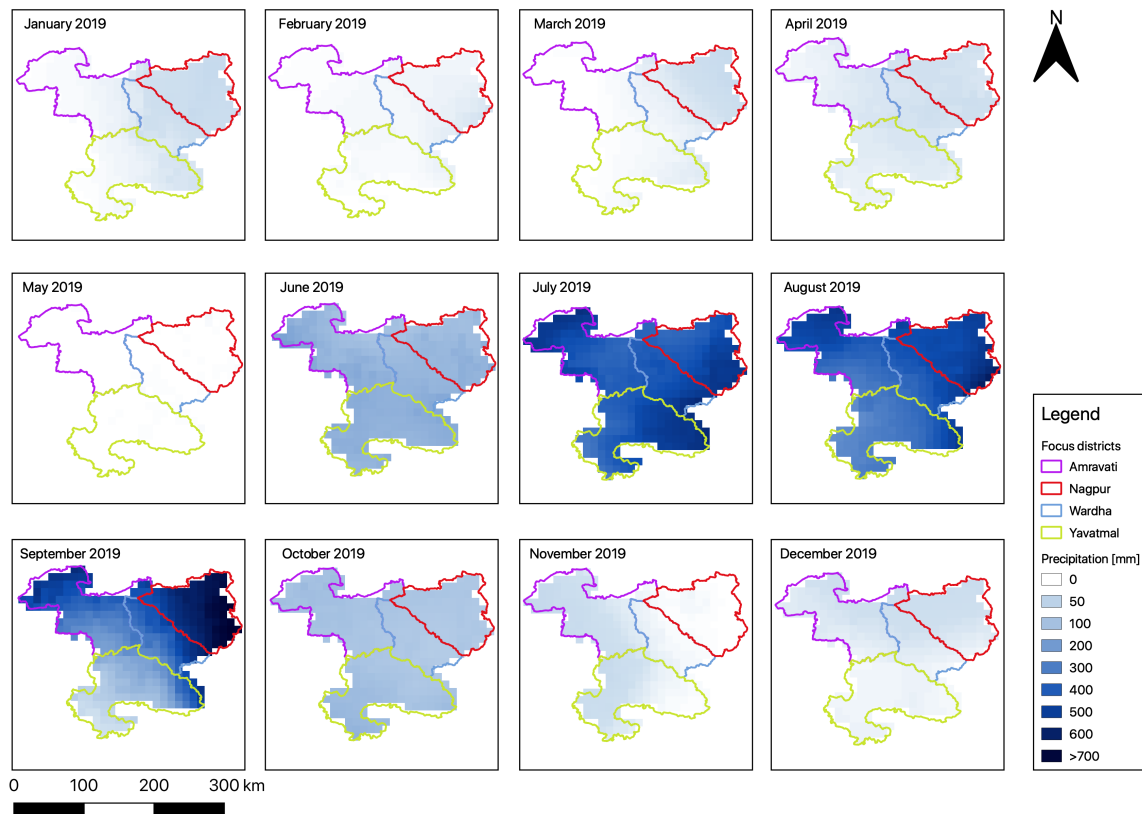 January 2019
February 2019
March 2019
April 2019
N
May 2019
June 2019
July 2019
August 2019
September 2019
October 2019
November 2019
December 2019
Legend
Focus districts
Amravati
Nagpur
Wardha
Yavatmal
Precipitation [mm]
0
50
100
200
300
400
500
600
>700
0 100 200 300 km